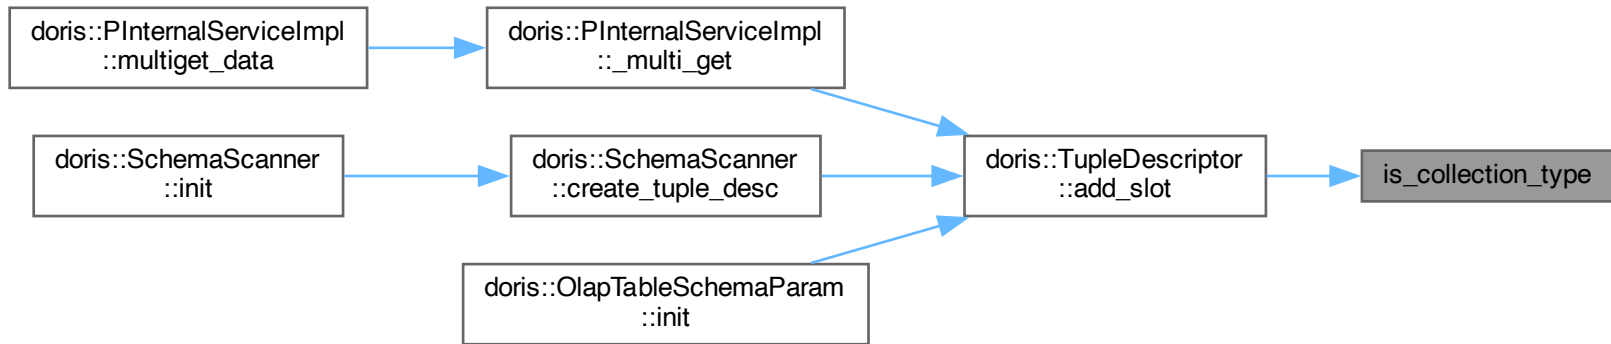 doris::PInternalServiceImpl
::multiget_data
doris::PInternalServiceImpl
::_multi_get
doris::SchemaScanner
::init
doris::SchemaScanner
::create_tuple_desc
doris::TupleDescriptor
::add_slot
is_collection_type
doris::OlapTableSchemaParam
::init